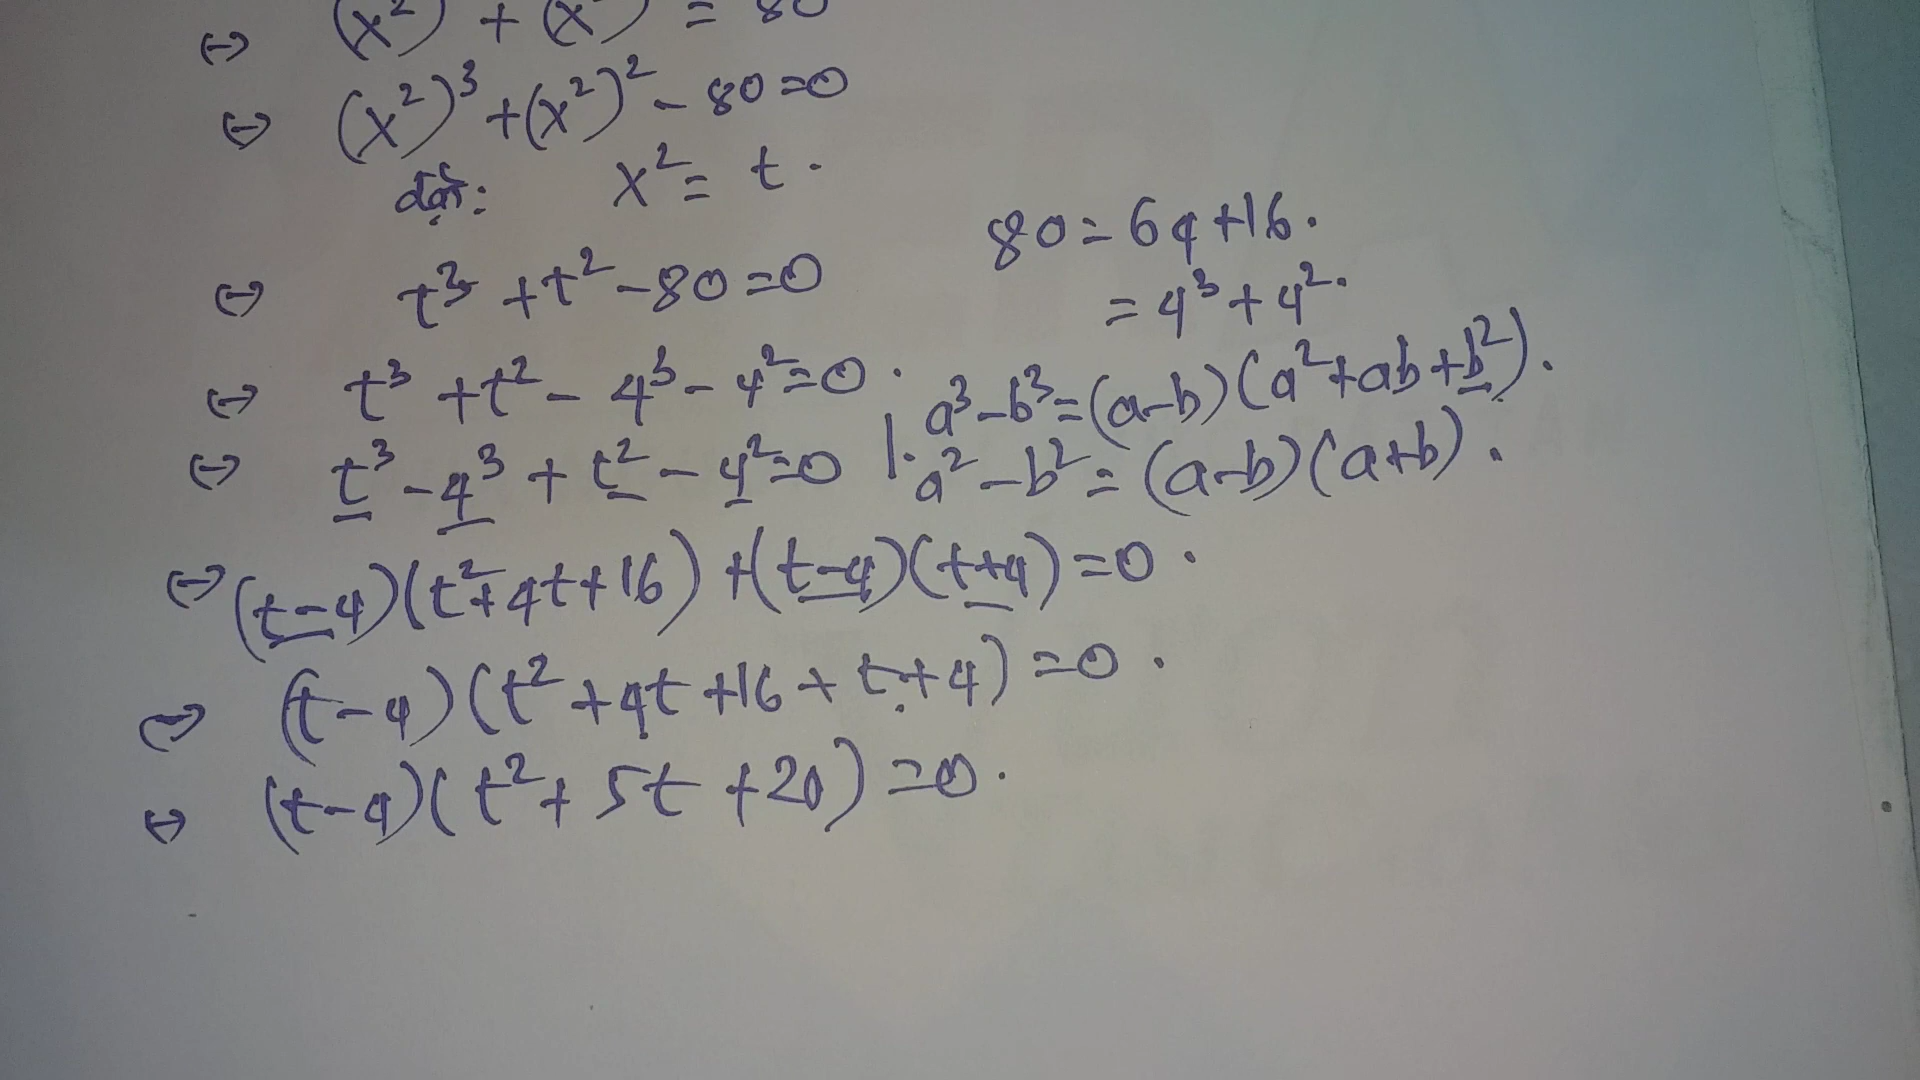 ⇔ (x²) + (x = 80
⇔ (x²)³ + (x²)² - 80 = 0
đặt: x² = t.
80 = 64 + 16.
= 4³ + 4².
⇔ t³ + t² - 80 = 0
⇔ t³ + t² - 4³ - 4² = 0.
a³ - b³ = (a-b)(a² + ab + b²).
⇔ t³ - 4³ + t² - 4² = 0
. a² - b² = (a-b)(a+b).
⇔ (t-4)(t² + 4t + 16) + (t-4)(t+4) = 0.
⇔ (t-4)(t² + 4t + 16 + t + 4) = 0.
⇔ (t-4)(t² + 5t + 20) = 0.